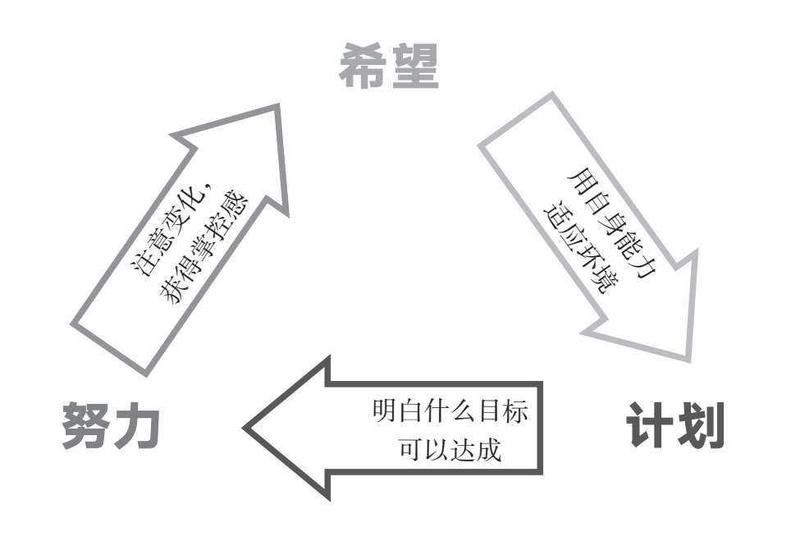 希望
用自身能力
适应环境
计划
明白什么目标
可以达成
努力
注意变化，
获得掌控感